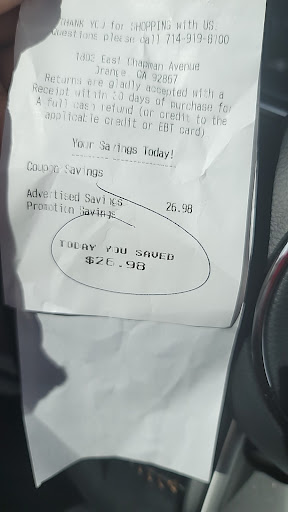 THANK YOU for SHOPPING with US.
Questions please call 714-919-8100
1803 East Chapman Avenue
Orange, CA 92867
Returns are gladly accepted with a
Receipt within 30 days of purchase for
A full cash refund (or credit to the
applicable credit or EBT card)
Your Savings Today!
Coupon Savings
Advertised Savings 26.98
Promotion Savings
TODAY YOU SAVED
$26.98